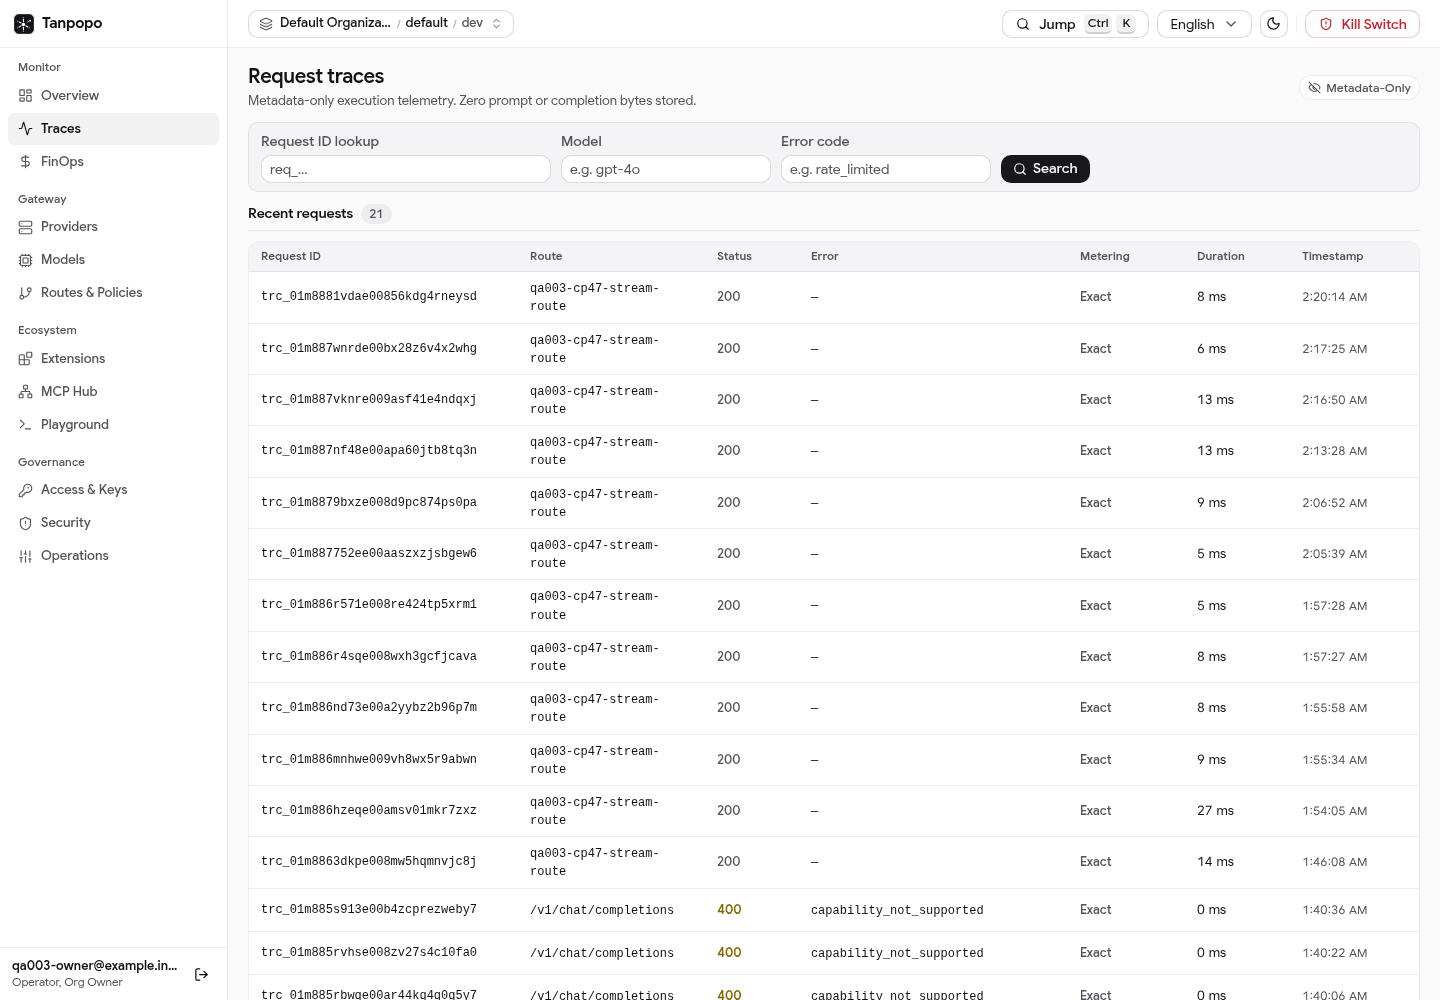 Tanpopo
Default Organiza... / default / dev
Jump Ctrl K
English
Kill Switch
Monitor
Overview
Traces
FinOps
Gateway
Providers
Models
Routes & Policies
Ecosystem
Extensions
MCP Hub
Playground
Governance
Access & Keys
Security
Operations
qa003-owner@example.in...
Operator, Org Owner
Request traces
Metadata-only execution telemetry. Zero prompt or completion bytes stored.
Metadata-Only
Request ID lookup Model Error code
req_... e.g. gpt-4o e.g. rate_limited Search
Recent requests 21
Request ID Route Status Error Metering Duration Timestamp
trc_01m8881vdae00856kdg4rneysd qa003-cp47-stream-route 200 – Exact 8 ms 2:20:14 AM
trc_01m887wnrde00bx28z6v4x2whg qa003-cp47-stream-route 200 – Exact 6 ms 2:17:25 AM
trc_01m887vknre009asf41e4ndqxj qa003-cp47-stream-route 200 – Exact 13 ms 2:16:50 AM
trc_01m887nf48e00apa60jtb8tq3n qa003-cp47-stream-route 200 – Exact 13 ms 2:13:28 AM
trc_01m8879bxze008d9pc874ps0pa qa003-cp47-stream-route 200 – Exact 9 ms 2:06:52 AM
trc_01m887752ee00aaszxzjsbgew6 qa003-cp47-stream-route 200 – Exact 5 ms 2:05:39 AM
trc_01m886r571e008re424tp5xrm1 qa003-cp47-stream-route 200 – Exact 5 ms 1:57:28 AM
trc_01m886r4sqe008wxh3gcfjcava qa003-cp47-stream-route 200 – Exact 8 ms 1:57:27 AM
trc_01m886nd73e00a2yybz2b96p7m qa003-cp47-stream-route 200 – Exact 8 ms 1:55:58 AM
trc_01m886mnhwe009vh8wx5r9abwn qa003-cp47-stream-route 200 – Exact 9 ms 1:55:34 AM
trc_01m886hzeqe00amsv01mkr7zxz qa003-cp47-stream-route 200 – Exact 27 ms 1:54:05 AM
trc_01m8863dkpe008mw5hqmnvjc8j qa003-cp47-stream-route 200 – Exact 14 ms 1:46:08 AM
trc_01m885s913e00b4zcprezweby7 /v1/chat/completions 400 capability_not_supported Exact 0 ms 1:40:36 AM
trc_01m885rvhse008zv27s4c10fa0 /v1/chat/completions 400 capability_not_supported Exact 0 ms 1:40:22 AM
trc_01m885rbwqe00ar44kg4q0g5y7 /v1/chat/completions 400 capability_not_supported Exact 0 ms 1:40:06 AM